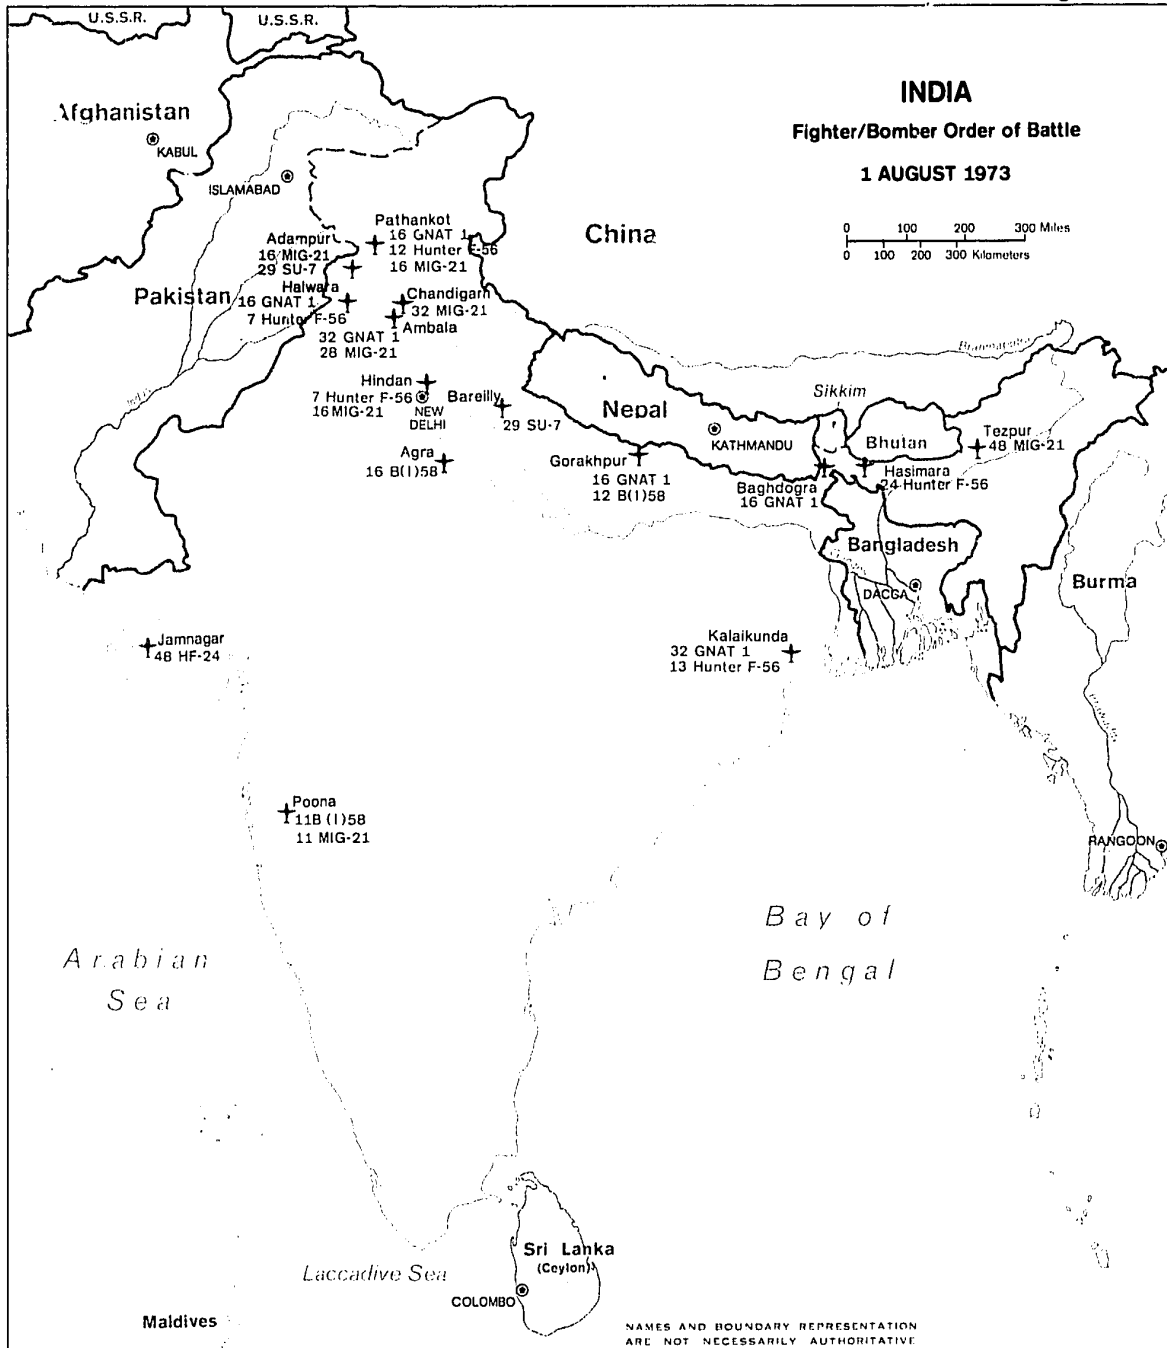 U.S.S.R.
U.S.S.R.
INDIA
Fighter/Bomber Order of Battle
1 AUGUST 1973
0 100 200 300 Miles
0 100 200 300 Kilometers
Afghanistan
KABUL
ISLAMABAD
China
Pakistan
Pathankot
16 GNAT 1
12 Hunter F-56
16 MIG-21
Adampur
16 MIG-21
29 SU-7
Halwara
16 GNAT 1
7 Hunter F-56
Chandigarh
32 MIG-21
Ambala
32 GNAT 1
28 MIG-21
Hindan
7 Hunter F-56
16 MIG-21
NEW
DELHI
Bareilly
29 SU-7
Agra
16 B(I)58
Nepal
KATHMANDU
Sikkim
Bhutan
Gorakhpur
16 GNAT 1
12 B(I)58
Baghdogra
16 GNAT 1
Hasimara
24 Hunter F-56
Tezpur
48 MIG-21
Bangladesh
DACCA
Burma
Jamnagar
48 HF-24
Kalaikunda
32 GNAT 1
13 Hunter F-56
Poona
11B (I)58
11 MIG-21
RANGOON
Arabian
Sea
Bay of
Bengal
Sri Lanka
(Ceylon)
COLOMBO
Laccadive Sea
Maldives
NAMES AND BOUNDARY REPRESENTATION
ARE NOT NECESSARILY AUTHORITATIVE